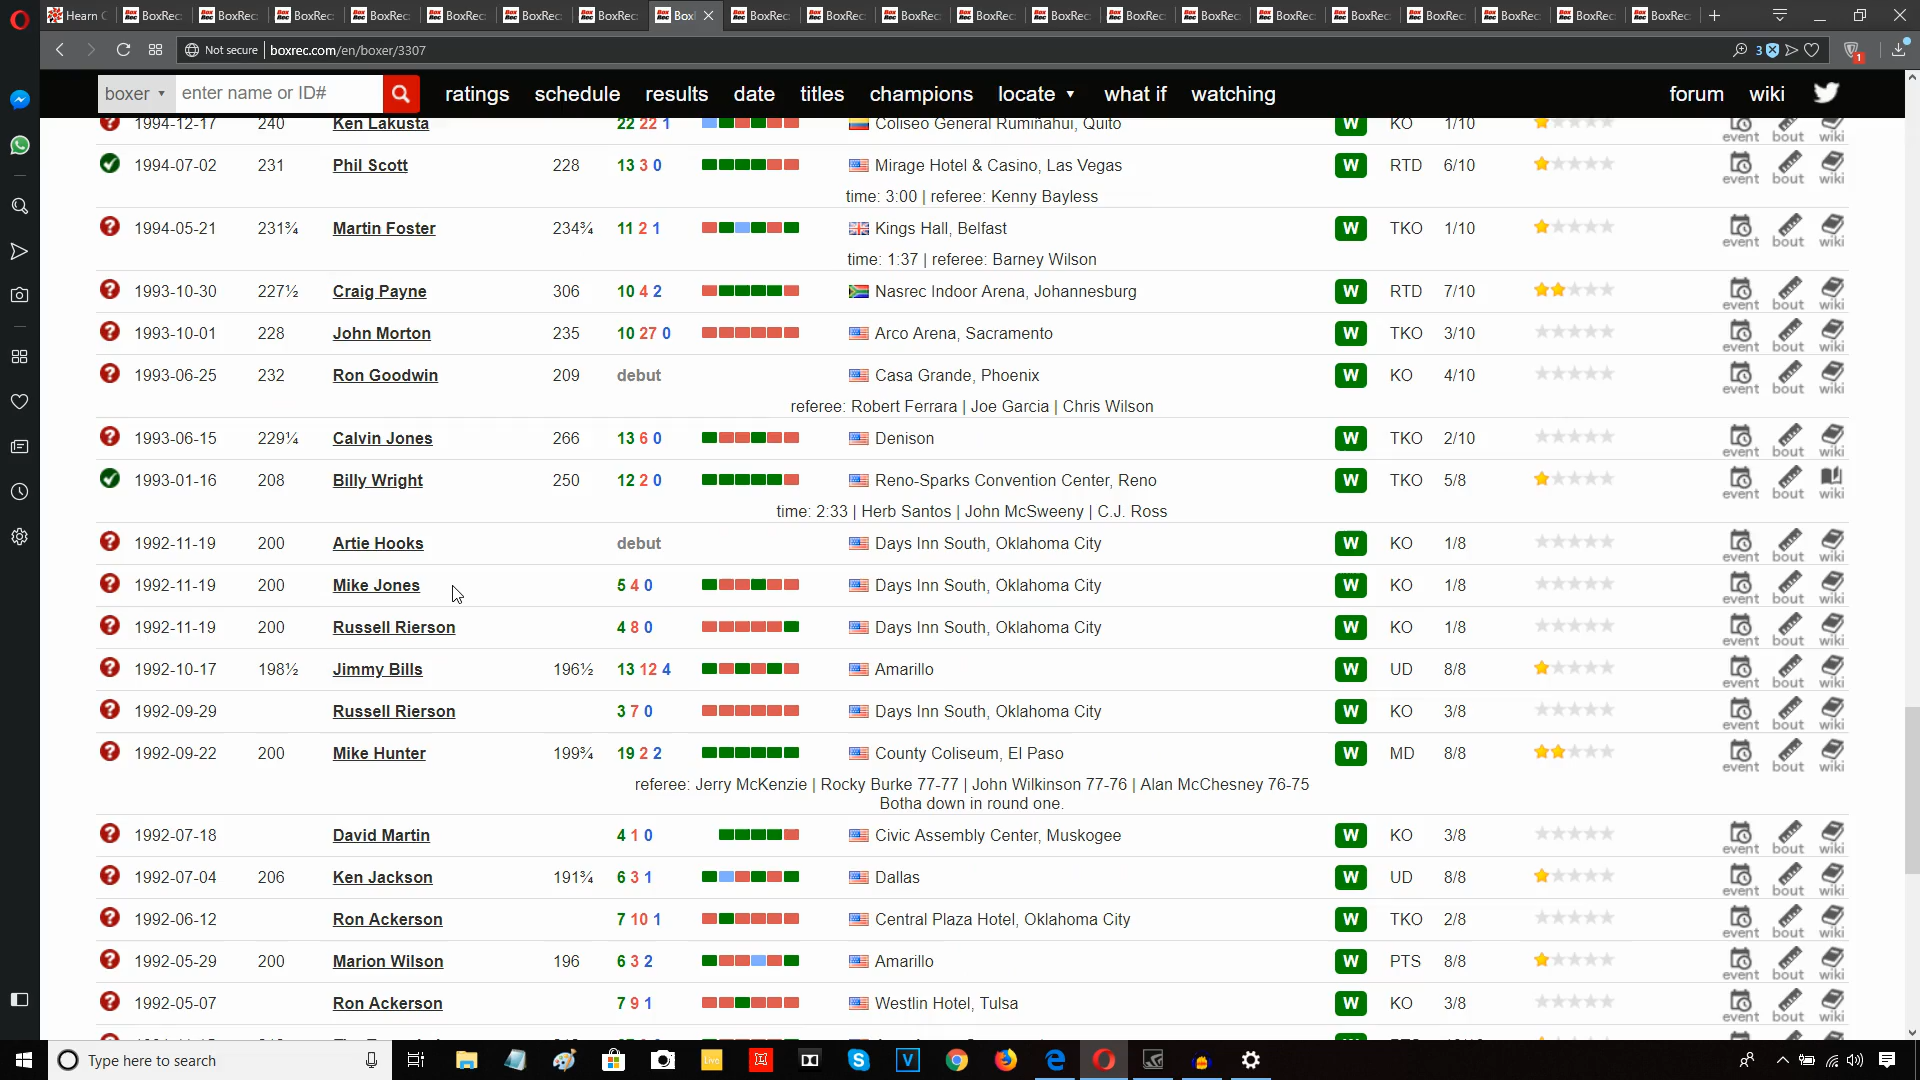 Hearn C
BoxRec
BoxRec
BoxRec
BoxRec
BoxRec
BoxRec
BoxRec
Box
BoxRec
BoxRec
BoxRec
BoxRec
BoxRec
BoxRec
BoxRec
BoxRec
BoxRec
BoxRec
BoxRec
BoxRec
BoxRec
Not secure | boxrec.com/en/boxer/3307
3
1
boxer enter name or ID# ratings schedule results date titles champions locate what if watching forum wiki
1994-12-17 240 Ken Lakusta 22 22 1 Coliseo General Rumiñahui, Quito W KO 1/10 event bout wiki
1994-07-02 231 Phil Scott 228 13 3 0 Mirage Hotel & Casino, Las Vegas W RTD 6/10 event bout wiki
time: 3:00 | referee: Kenny Bayless
1994-05-21 231¾ Martin Foster 234¾ 11 2 1 Kings Hall, Belfast W TKO 1/10 event bout wiki
time: 1:37 | referee: Barney Wilson
1993-10-30 227½ Craig Payne 306 10 4 2 Nasrec Indoor Arena, Johannesburg W RTD 7/10 event bout wiki
1993-10-01 228 John Morton 235 10 27 0 Arco Arena, Sacramento W TKO 3/10 event bout wiki
1993-06-25 232 Ron Goodwin 209 debut Casa Grande, Phoenix W KO 4/10 event bout wiki
referee: Robert Ferrara | Joe Garcia | Chris Wilson
1993-06-15 229¼ Calvin Jones 266 13 6 0 Denison W TKO 2/10 event bout wiki
1993-01-16 208 Billy Wright 250 12 2 0 Reno-Sparks Convention Center, Reno W TKO 5/8 event bout wiki
time: 2:33 | Herb Santos | John McSweeny | C.J. Ross
1992-11-19 200 Artie Hooks debut Days Inn South, Oklahoma City W KO 1/8 event bout wiki
1992-11-19 200 Mike Jones 5 4 0 Days Inn South, Oklahoma City W KO 1/8 event bout wiki
1992-11-19 200 Russell Rierson 4 8 0 Days Inn South, Oklahoma City W KO 1/8 event bout wiki
1992-10-17 198½ Jimmy Bills 196½ 13 12 4 Amarillo W UD 8/8 event bout wiki
1992-09-29 Russell Rierson 3 7 0 Days Inn South, Oklahoma City W KO 3/8 event bout wiki
1992-09-22 200 Mike Hunter 199¾ 19 2 2 County Coliseum, El Paso W MD 8/8 event bout wiki
referee: Jerry McKenzie | Rocky Burke 77-77 | John Wilkinson 77-76 | Alan McChesney 76-75
Botha down in round one.
1992-07-18 David Martin 4 1 0 Civic Assembly Center, Muskogee W KO 3/8 event bout wiki
1992-07-04 206 Ken Jackson 191¾ 6 3 1 Dallas W UD 8/8 event bout wiki
1992-06-12 Ron Ackerson 7 10 1 Central Plaza Hotel, Oklahoma City W TKO 2/8 event bout wiki
1992-05-29 200 Marion Wilson 196 6 3 2 Amarillo W PTS 8/8 event bout wiki
1992-05-07 Ron Ackerson 7 9 1 Westlin Hotel, Tulsa W KO 3/8 event bout wiki
Type here to search